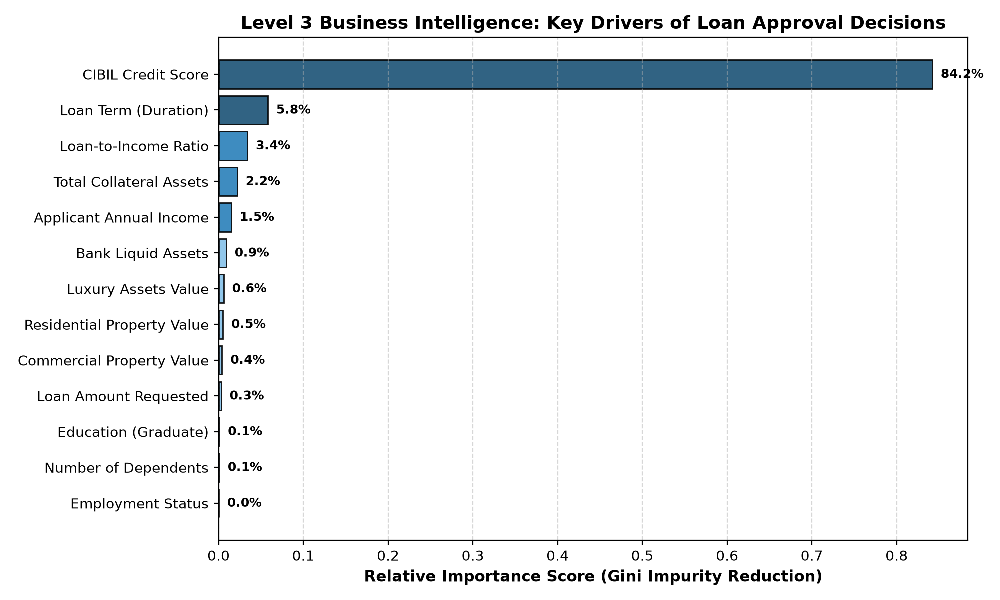 Level 3 Business Intelligence: Key Drivers of Loan Approval Decisions
CIBIL Credit Score 84.2%
Loan Term (Duration) 5.8%
Loan-to-Income Ratio 3.4%
Total Collateral Assets 2.2%
Applicant Annual Income 1.5%
Bank Liquid Assets 0.9%
Luxury Assets Value 0.6%
Residential Property Value 0.5%
Commercial Property Value 0.4%
Loan Amount Requested 0.3%
Education (Graduate) 0.1%
Number of Dependents 0.1%
Employment Status 0.0%
0.0 0.1 0.2 0.3 0.4 0.5 0.6 0.7 0.8
Relative Importance Score (Gini Impurity Reduction)